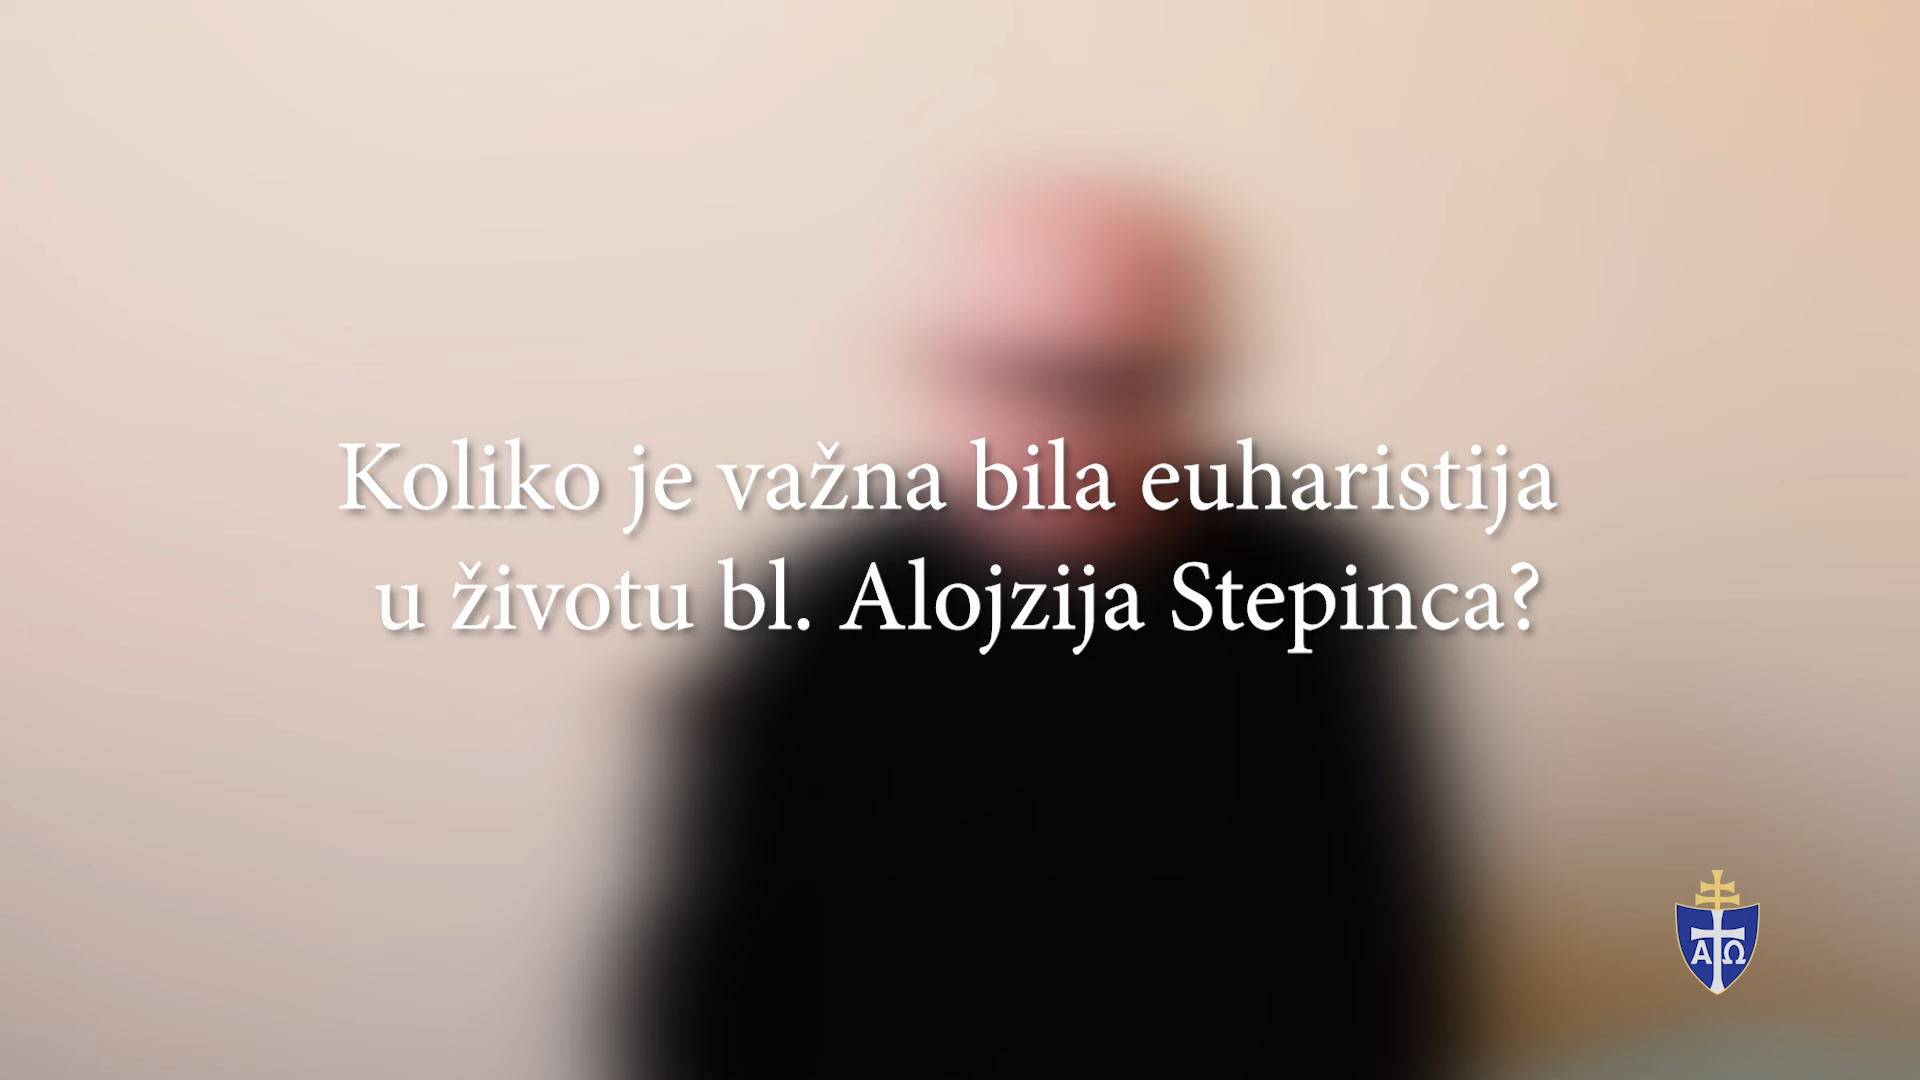 Koliko je važna bila euharistija
u životu bl. Alojzija Stepinca?
Α Ω